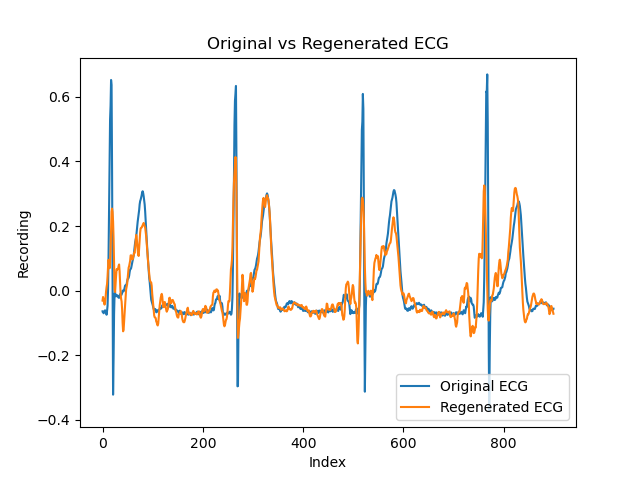 Original vs Regenerated ECG
Recording
0.6
0.4
0.2
0.0
−0.2
−0.4
0
200
400
600
800
Index
Original ECG
Regenerated ECG